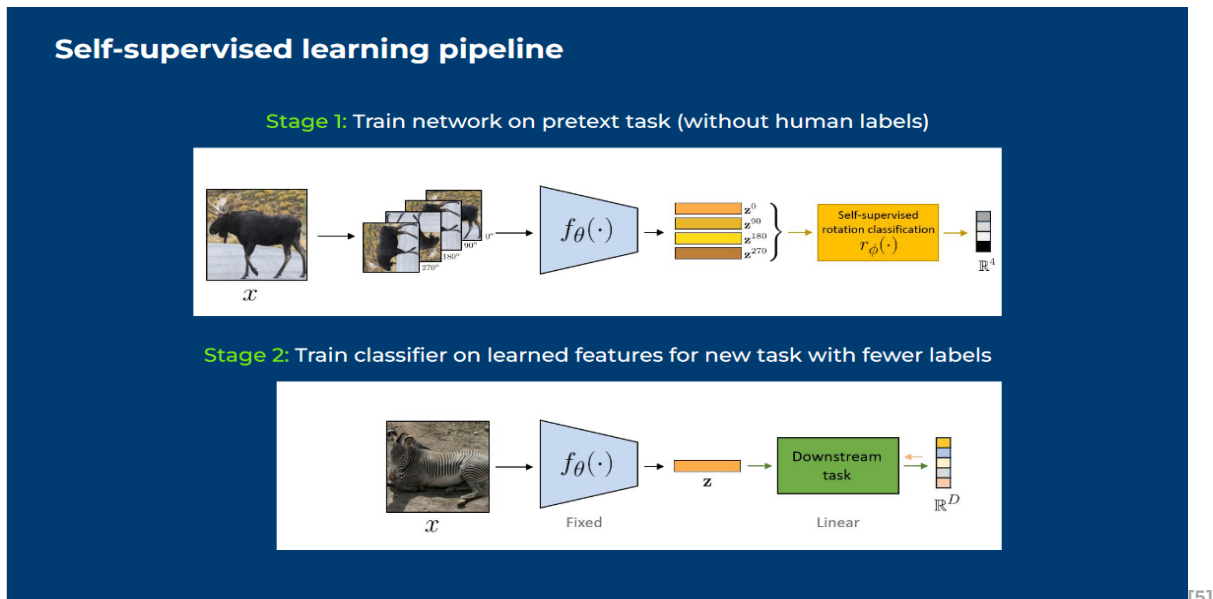 Self-supervised learning pipeline
Stage 1: Train network on pretext task (without human labels)
x
0°
90°
180°
270°
fθ(·)
z⁰
z⁹⁰
z¹⁸⁰
z²⁷⁰
Self-supervised
rotation classification
rϕ(·)
ℝ⁴
Stage 2: Train classifier on learned features for new task with fewer labels
x
fθ(·)
Fixed
z
Downstream
task
Linear
ℝᴰ
[5]